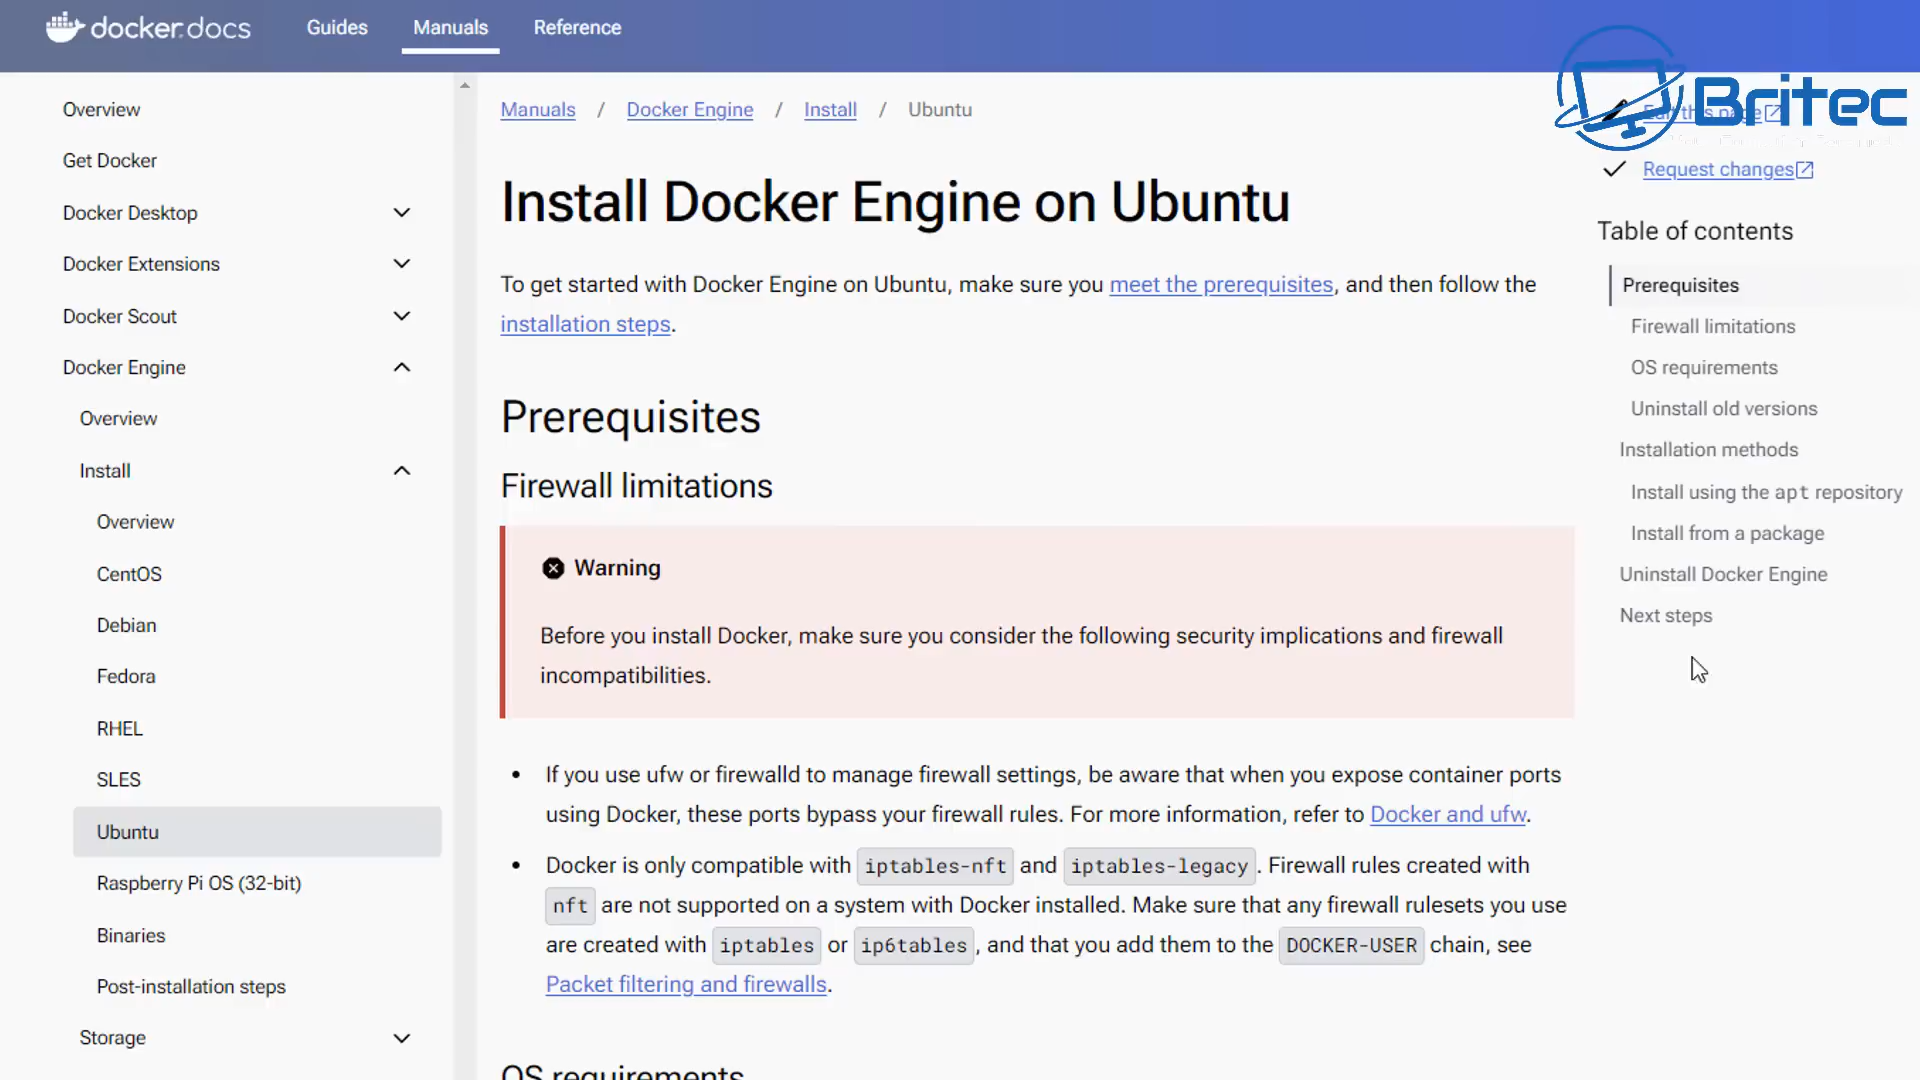 docker.docs
Guides
Manuals
Reference
Overview
Get Docker
Docker Desktop
Docker Extensions
Docker Scout
Docker Engine
Overview
Install
Overview
CentOS
Debian
Fedora
RHEL
SLES
Ubuntu
Raspberry Pi OS (32-bit)
Binaries
Post-installation steps
Storage
Manuals / Docker Engine / Install / Ubuntu
Install Docker Engine on Ubuntu
To get started with Docker Engine on Ubuntu, make sure you meet the prerequisites, and then follow the
installation steps.
Prerequisites
Firewall limitations
Warning
Before you install Docker, make sure you consider the following security implications and firewall
incompatibilities.
• If you use ufw or firewalld to manage firewall settings, be aware that when you expose container ports
using Docker, these ports bypass your firewall rules. For more information, refer to Docker and ufw.
• Docker is only compatible with iptables-nft and iptables-legacy. Firewall rules created with
nft are not supported on a system with Docker installed. Make sure that any firewall rulesets you use
are created with iptables or ip6tables, and that you add them to the DOCKER-USER chain, see
Packet filtering and firewalls.
OS requirements
Britec
Edit this page
Request changes
Table of contents
Prerequisites
Firewall limitations
OS requirements
Uninstall old versions
Installation methods
Install using the apt repository
Install from a package
Uninstall Docker Engine
Next steps